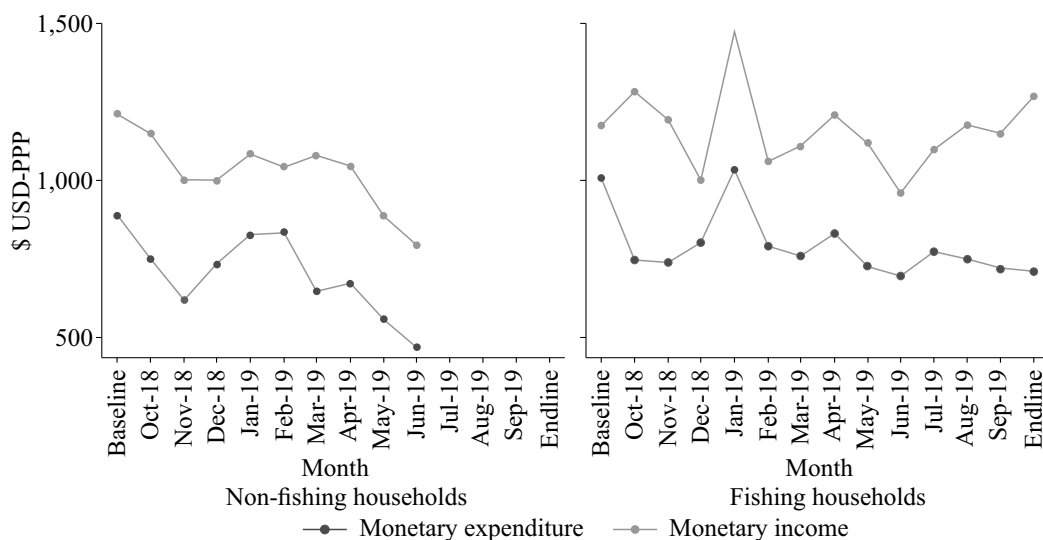 $ USD-PPP
1,500
1,000
500
Baseline
Oct-18
Nov-18
Dec-18
Jan-19
Feb-19
Mar-19
Apr-19
May-19
Jun-19
Jul-19
Aug-19
Sep-19
Endline
Month
Non-fishing households
Baseline
Oct-18
Nov-18
Dec-18
Jan-19
Feb-19
Mar-19
Apr-19
May-19
Jun-19
Jul-19
Aug-19
Sep-19
Endline
Month
Fishing households
Monetary expenditure
Monetary income